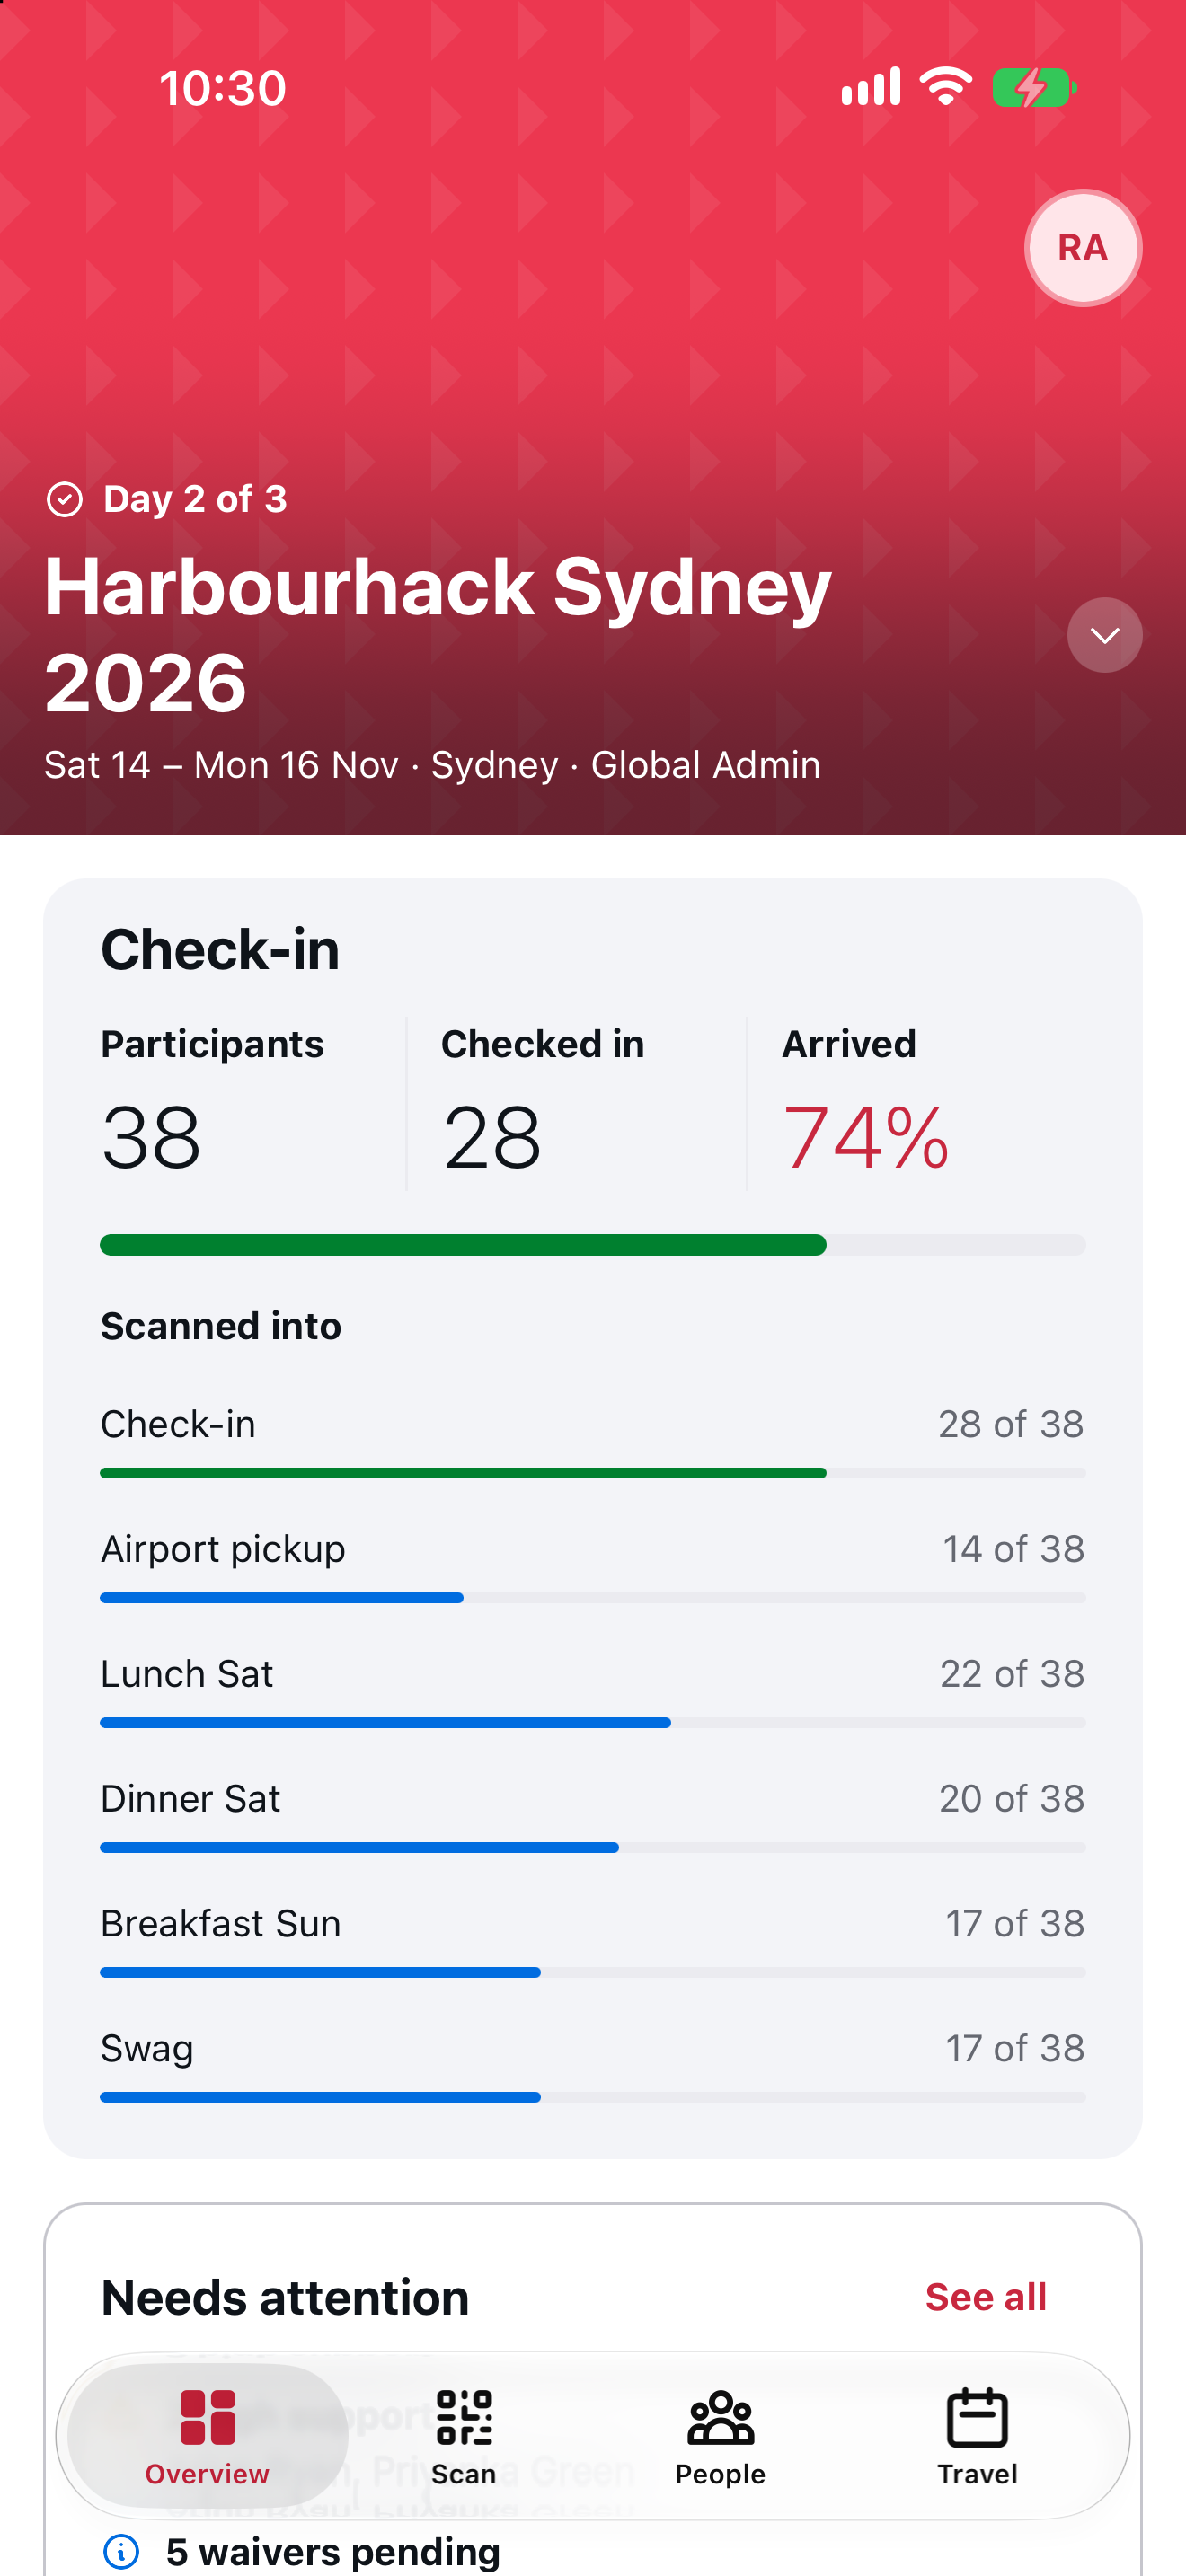 10:30
RA
Day 2 of 3
Harbourhack Sydney
2026
Sat 14 – Mon 16 Nov · Sydney · Global Admin
Check-in
Participants
Checked in
Arrived
38
28
74%
Scanned into
Check-in
28 of 38
Airport pickup
14 of 38
Lunch Sat
22 of 38
Dinner Sat
20 of 38
Breakfast Sun
17 of 38
Swag
17 of 38
Needs attention
See all
support
Green
Overview
Scan
People
Travel
5 waivers pending